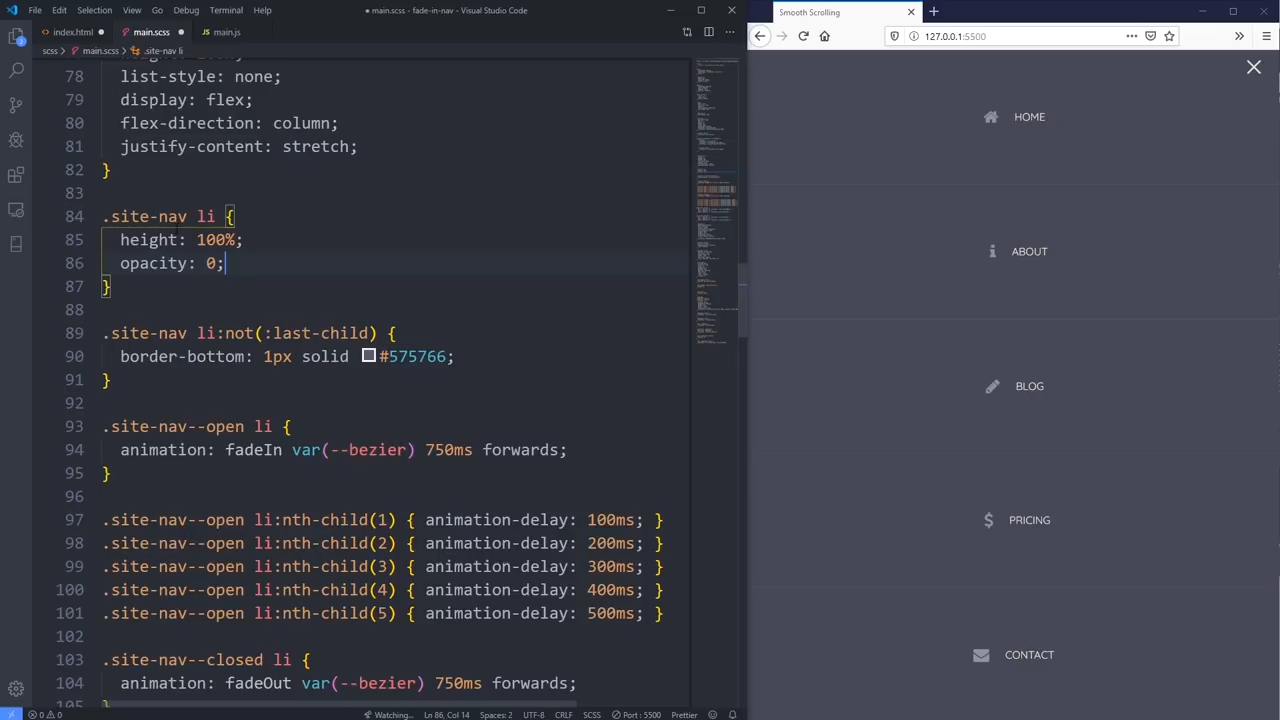 File Edit Selection View Go Debug Terminal Help
● main.scss - fade-in-nav - Visual Studio Code
index.html main.scss main.js
scss > main.scss > .site-nav li
78 list-style: none;
79 display: flex;
80 flex-direction: column;
81 justify-content: stretch;
82 }
83
84 .site-nav li {
85 height: 100%;
86 opacity: 0;
87 }
88
89 .site-nav li:not(:last-child) {
90 border-bottom: 1px solid #575766;
91 }
92
93 .site-nav--open li {
94 animation: fadeIn var(--bezier) 750ms forwards;
95 }
96
97 .site-nav--open li:nth-child(1) { animation-delay: 100ms; }
98 .site-nav--open li:nth-child(2) { animation-delay: 200ms; }
99 .site-nav--open li:nth-child(3) { animation-delay: 300ms; }
100 .site-nav--open li:nth-child(4) { animation-delay: 400ms; }
101 .site-nav--open li:nth-child(5) { animation-delay: 500ms; }
102
103 .site-nav--closed li {
104 animation: fadeOut var(--bezier) 750ms forwards;
105 }
0 0 Watching... Ln 86, Col 14 Spaces: 2 UTF-8 CRLF SCSS Port : 5500 Prettier
Smooth Scrolling
127.0.0.1:5500
HOME
ABOUT
BLOG
PRICING
CONTACT